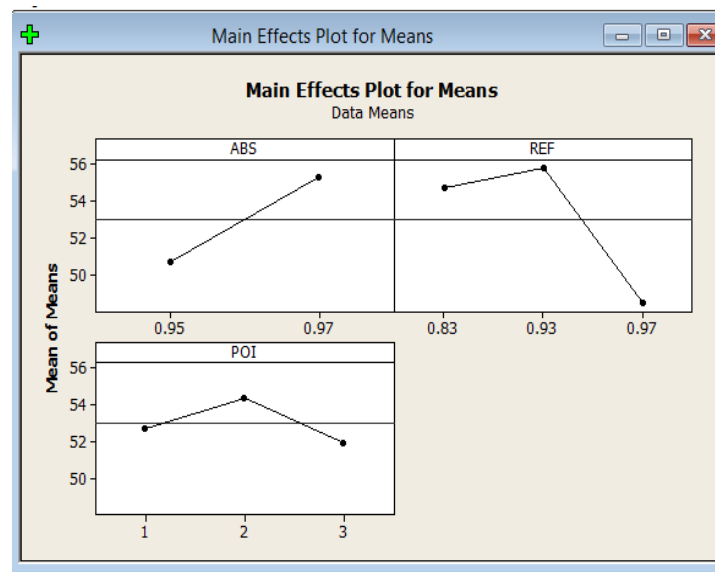 Main Effects Plot for Means
Main Effects Plot for Means
Data Means
ABS REF
56
54
52
50
0.95 0.97 0.83 0.93 0.97
POI
56
54
52
50
1 2 3
Mean of Means